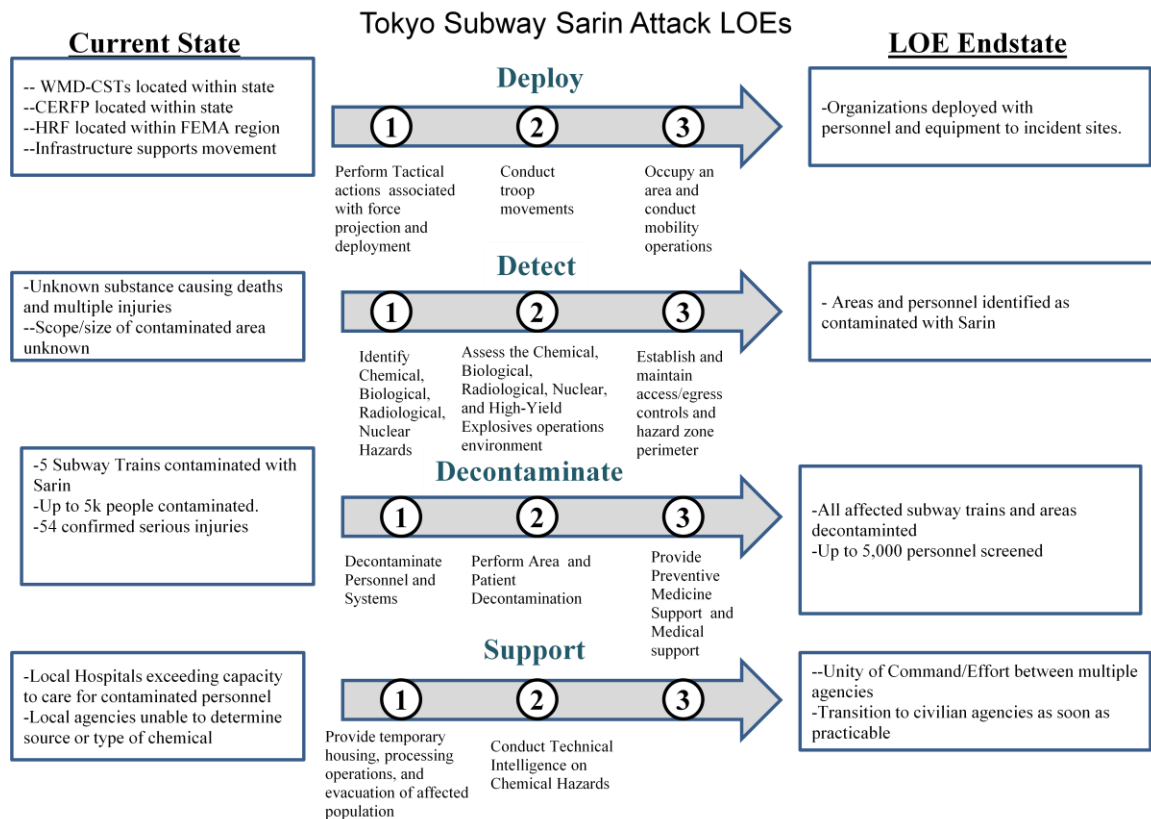 Tokyo Subway Sarin Attack LOEs
Current State
LOE Endstate
-- WMD-CSTs located within state
--CERFP located within state
--HRF located within FEMA region
--Infrastructure supports movement
Deploy
1
2
3
Perform Tactical
actions associated
with force
projection and
deployment
Conduct
troop
movements
Occupy an
area and
conduct
mobility
operations
-Organizations deployed with
personnel and equipment to incident sites.
-Unknown substance causing deaths
and multiple injuries
--Scope/size of contaminated area
unknown
Detect
1
2
3
Identify
Chemical,
Biological,
Radiological,
Nuclear
Hazards
Assess the Chemical,
Biological,
Radiological, Nuclear,
and High-Yield
Explosives operations
environment
Establish and
maintain
access/egress
controls and
hazard zone
perimeter
- Areas and personnel identified as
contaminated with Sarin
-5 Subway Trains contaminated with
Sarin
-Up to 5k people contaminated.
-54 confirmed serious injuries
Decontaminate
1
2
3
Decontaminate
Personnel and
Systems
Perform Area and
Patient
Decontamination
Provide
Preventive
Medicine
Support and
Medical
support
-All affected subway trains and areas
decontaminted
-Up to 5,000 personnel screened
-Local Hospitals exceeding capacity
to care for contaminated personnel
-Local agencies unable to determine
source or type of chemical
Support
1
2
3
Provide temporary
housing, processing
operations, and
evacuation of affected
population
Conduct Technical
Intelligence on
Chemical Hazards
--Unity of Command/Effort between multiple
agencies
-Transition to civilian agencies as soon as
practicable